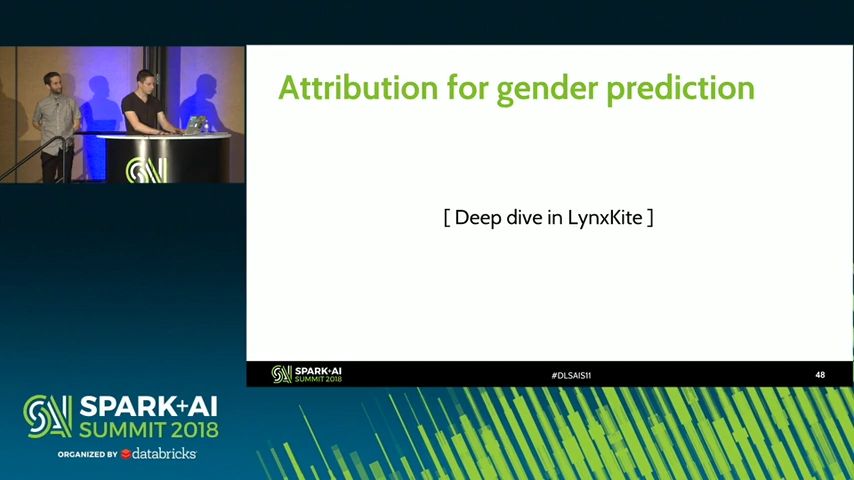 Attribution for gender prediction
[ Deep dive in LynxKite ]
SPARK+AI
SUMMIT 2018
#DLSAIS11
48
SPARK+AI
SUMMIT 2018
ORGANIZED BY databricks